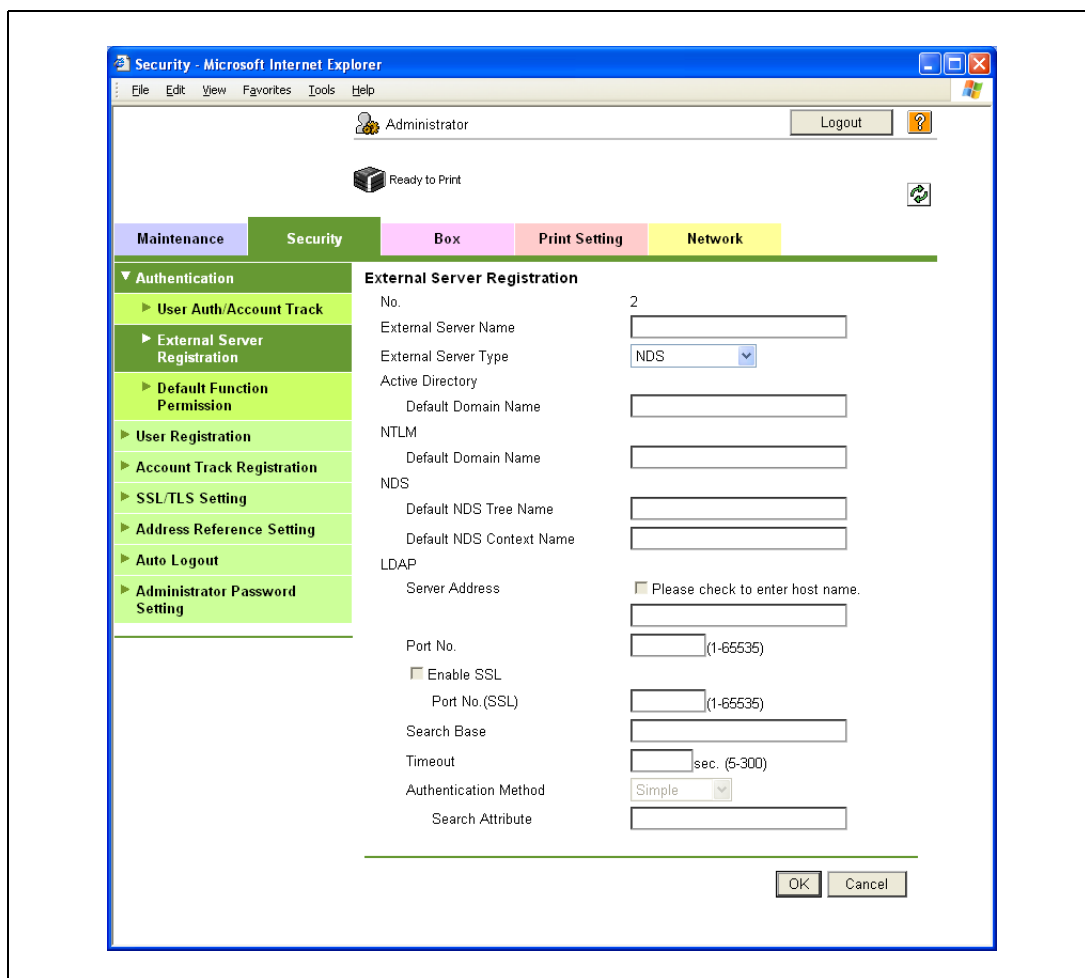 Security - Microsoft Internet Explorer
File Edit View Favorites Tools Help
Administrator Logout ?
Ready to Print
Maintenance Security Box Print Setting Network
Authentication
User Auth/Account Track
External Server
Registration
Default Function
Permission
User Registration
Account Track Registration
SSL/TLS Setting
Address Reference Setting
Auto Logout
Administrator Password
Setting
External Server Registration
No. 2
External Server Name
External Server Type NDS
Active Directory
Default Domain Name
NTLM
Default Domain Name
NDS
Default NDS Tree Name
Default NDS Context Name
LDAP
Server Address Please check to enter host name.
Port No. (1-65535)
Enable SSL
Port No.(SSL) (1-65535)
Search Base
Timeout sec. (5-300)
Authentication Method Simple
Search Attribute
OK Cancel